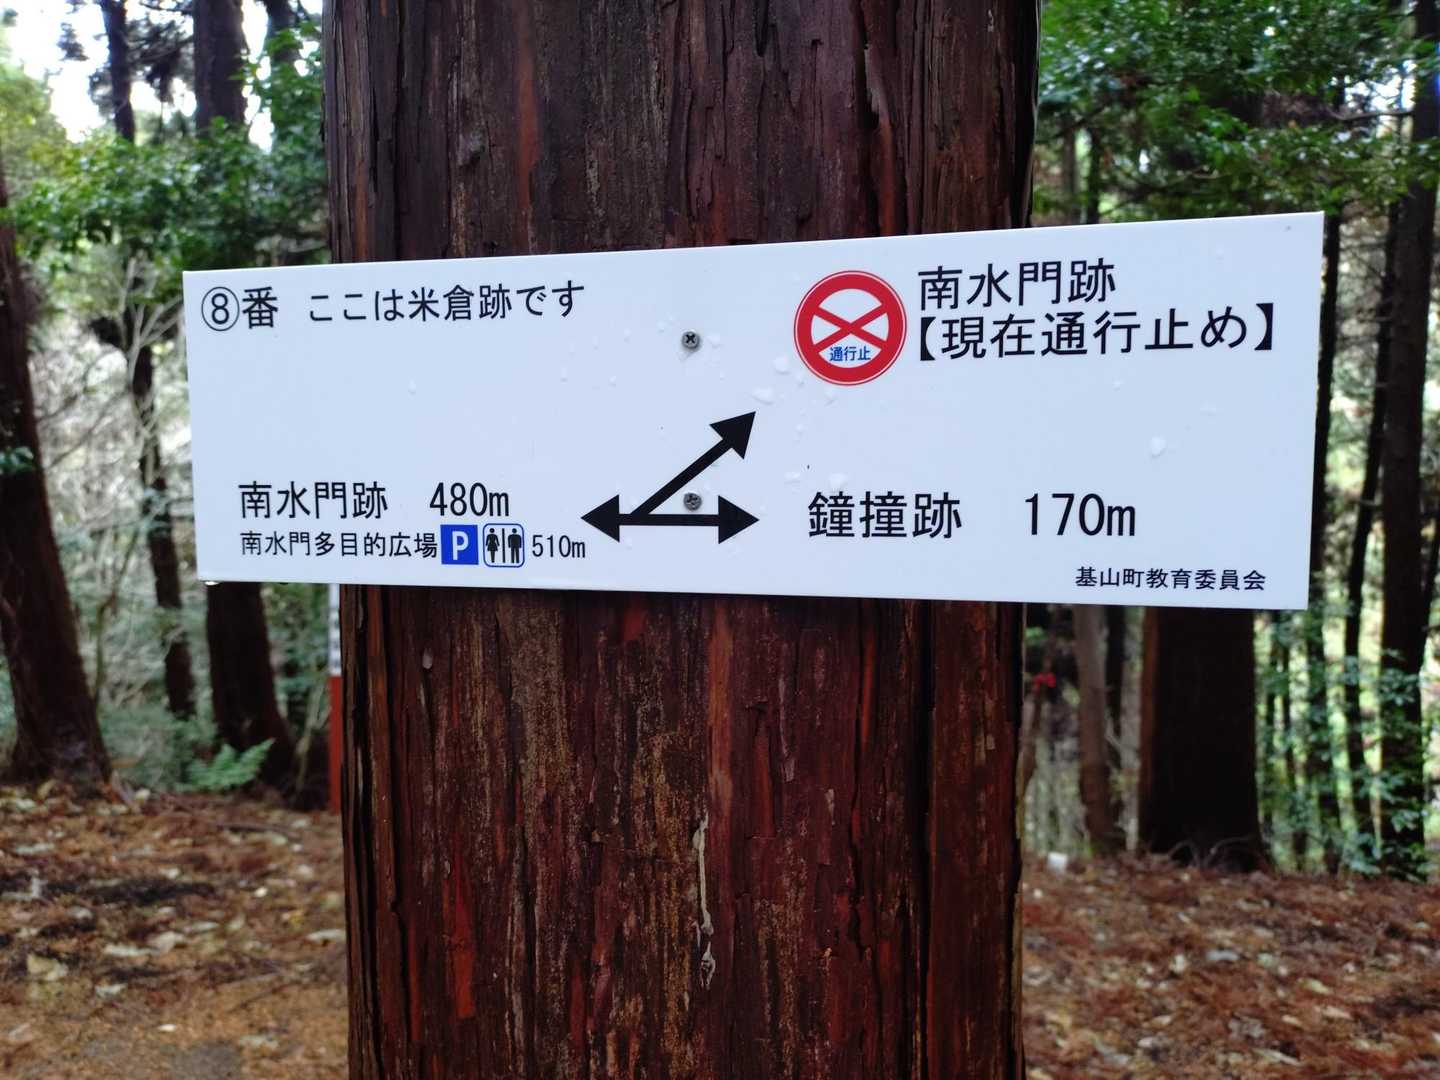 ⑧番　ここは米倉跡です
南水門跡
【現在通行止め】
通行止
南水門跡　480m
南水門多目的広場 P 510m
鐘撞跡　170m
基山町教育委員会